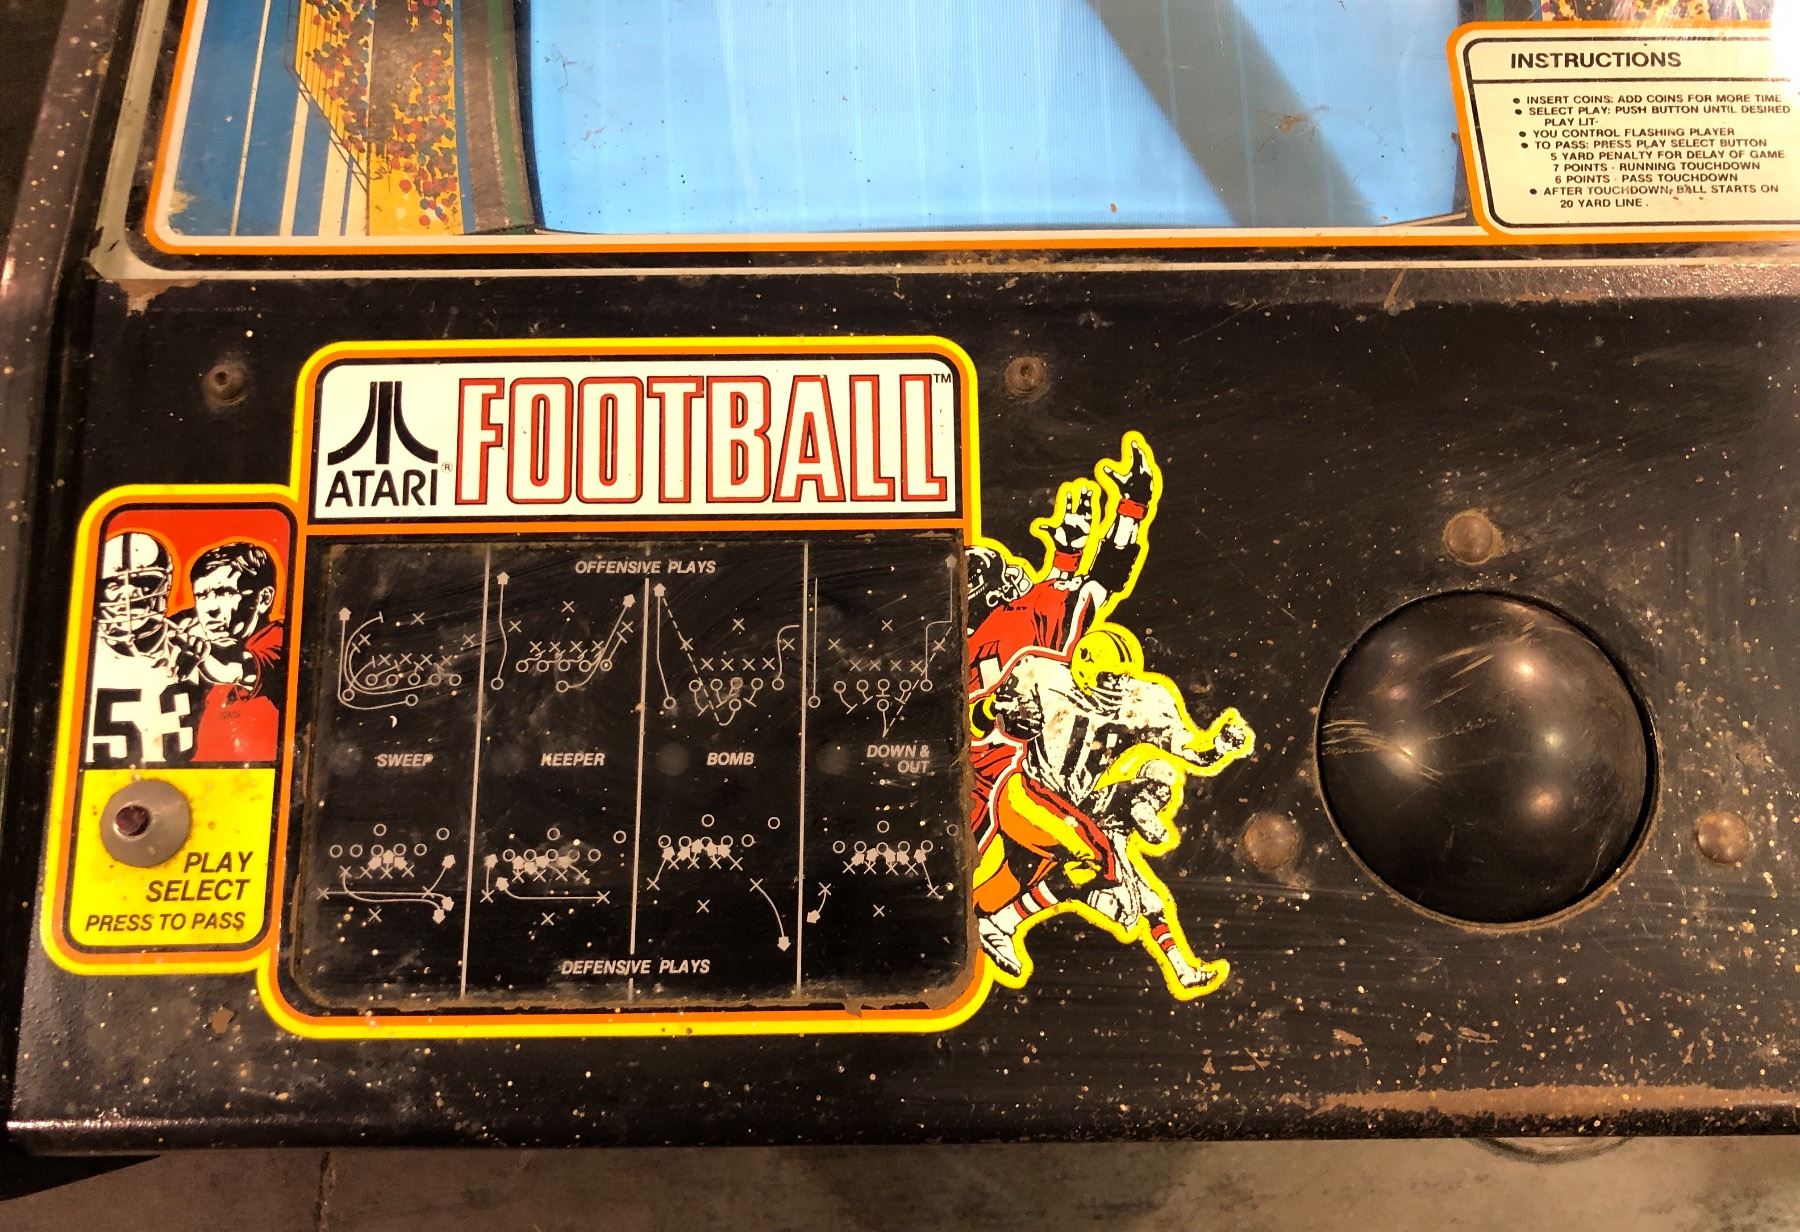 INSTRUCTIONS
• INSERT COINS: ADD COINS FOR MORE TIME
• SELECT PLAY: PUSH BUTTON UNTIL DESIRED
PLAY LIT.
• YOU CONTROL FLASHING PLAYER
• TO PASS: PRESS PLAY SELECT BUTTON
5 YARD PENALTY FOR DELAY OF GAME
7 POINTS - RUNNING TOUCHDOWN
6 POINTS - PASS TOUCHDOWN
• AFTER TOUCHDOWN, BALL STARTS ON
20 YARD LINE.
ATARI® FOOTBALL™
OFFENSIVE PLAYS
SWEEP
KEEPER
BOMB
DOWN &
OUT
DEFENSIVE PLAYS
53
PLAY
SELECT
PRESS TO PASS